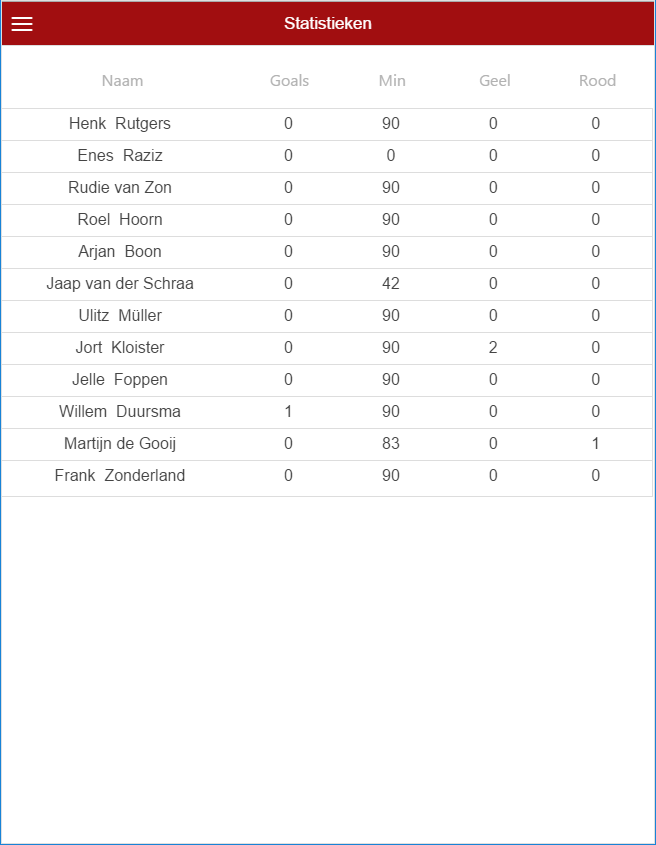 Statistieken
Naam Goals Min Geel Rood
Henk  Rutgers 0 90 0 0
Enes  Raziz 0 0 0 0
Rudie van Zon 0 90 0 0
Roel  Hoorn 0 90 0 0
Arjan  Boon 0 90 0 0
Jaap van der Schraa 0 42 0 0
Ulitz  Müller 0 90 0 0
Jort  Kloister 0 90 2 0
Jelle  Foppen 0 90 0 0
Willem  Duursma 1 90 0 0
Martijn de Gooij 0 83 0 1
Frank  Zonderland 0 90 0 0